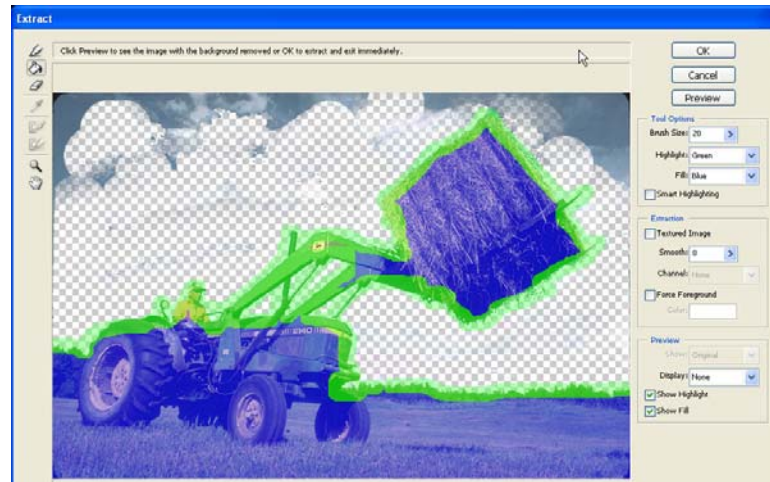 Extract
Click Preview to see the image with the background removed or OK to extract and exit immediately.
OK
Cancel
Preview
Tool Options
Brush Size: 20
Highlight: Green
Fill: Blue
Smart Highlighting
Extraction
Textured Image
Smooth: 0
Channel: None
Force Foreground
Color:
Preview
Show: Original
Display: None
Show Highlight
Show Fill